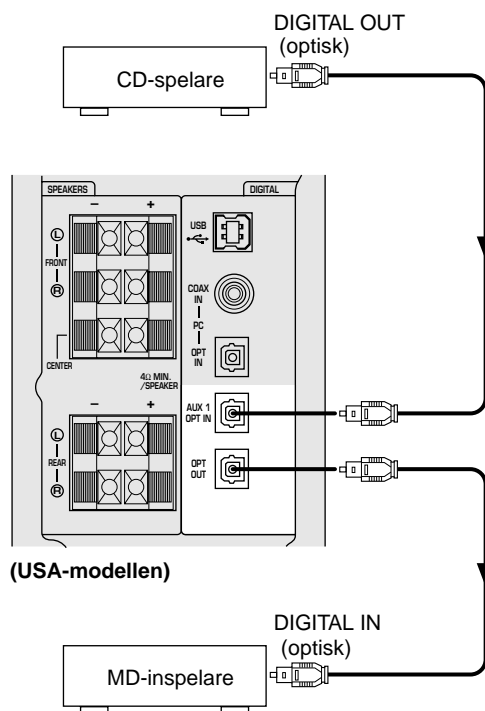 DIGITAL OUT
(optisk)
CD-spelare
SPEAKERS
DIGITAL
– +
USB
L
FRONT
R
COAX
IN
PC
OPT
IN
CENTER
4Ω MIN.
/SPEAKER
– +
AUX 1
OPT IN
L
REAR
R
OPT
OUT
(USA-modellen)
DIGITAL IN
(optisk)
MD-inspelare